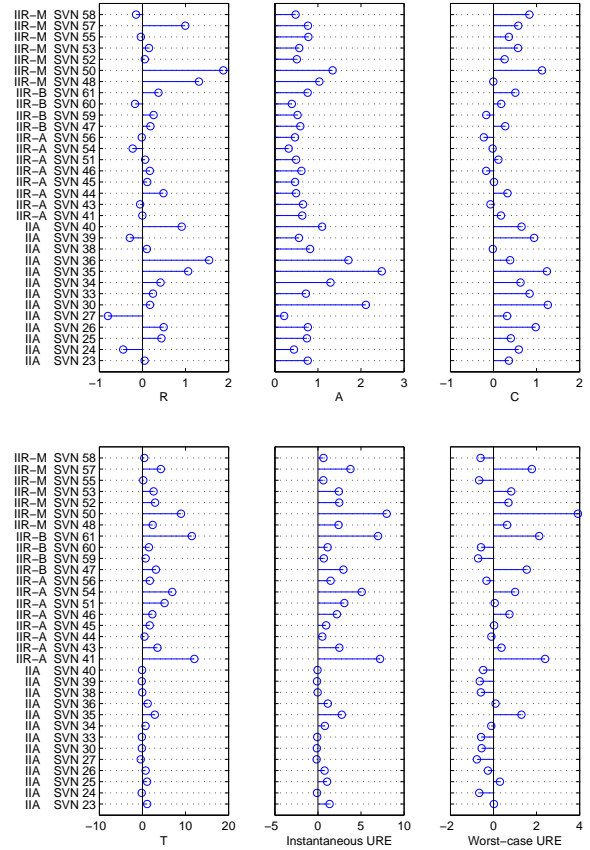 IIR−M SVN 58
IIR−M SVN 57
IIR−M SVN 55
IIR−M SVN 53
IIR−M SVN 52
IIR−M SVN 50
IIR−M SVN 48
IIR−B SVN 61
IIR−B SVN 60
IIR−B SVN 59
IIR−B SVN 47
IIR−A SVN 56
IIR−A SVN 54
IIR−A SVN 51
IIR−A SVN 46
IIR−A SVN 45
IIR−A SVN 44
IIR−A SVN 43
IIR−A SVN 41
IIA SVN 40
IIA SVN 39
IIA SVN 38
IIA SVN 36
IIA SVN 35
IIA SVN 34
IIA SVN 33
IIA SVN 30
IIA SVN 27
IIA SVN 26
IIA SVN 25
IIA SVN 24
IIA SVN 23
−1 0 1 2 0 1 2 3 −1 0 1 2
R A C
IIR−M SVN 58
IIR−M SVN 57
IIR−M SVN 55
IIR−M SVN 53
IIR−M SVN 52
IIR−M SVN 50
IIR−M SVN 48
IIR−B SVN 61
IIR−B SVN 60
IIR−B SVN 59
IIR−B SVN 47
IIR−A SVN 56
IIR−A SVN 54
IIR−A SVN 51
IIR−A SVN 46
IIR−A SVN 45
IIR−A SVN 44
IIR−A SVN 43
IIR−A SVN 41
IIA SVN 40
IIA SVN 39
IIA SVN 38
IIA SVN 36
IIA SVN 35
IIA SVN 34
IIA SVN 33
IIA SVN 30
IIA SVN 27
IIA SVN 26
IIA SVN 25
IIA SVN 24
IIA SVN 23
−10 0 10 20 −5 0 5 10 −2 0 2 4
T Instantaneous URE Worst−case URE